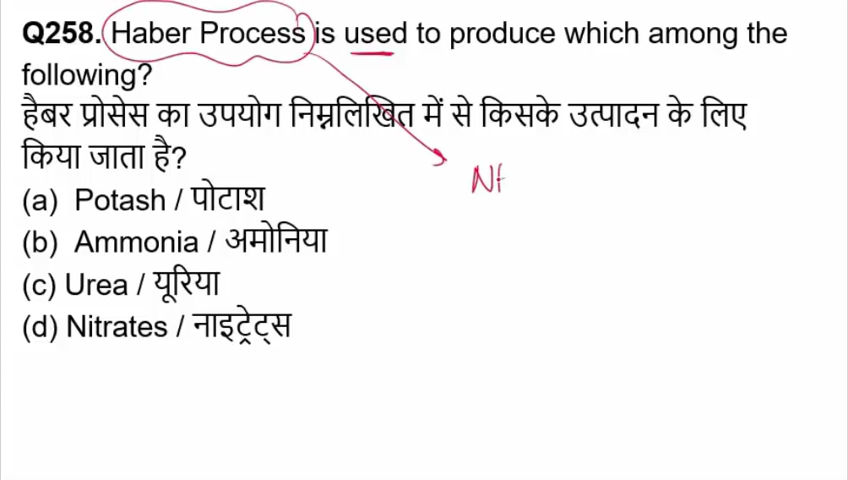 Q258. Haber Process is used to produce which among the
following?
हैबर प्रोसेस का उपयोग निम्नलिखित में से किसके उत्पादन के लिए
किया जाता है?
NH
(a) Potash / पोटाश
(b) Ammonia / अमोनिया
(c) Urea / यूरिया
(d) Nitrates / नाइट्रेट्स